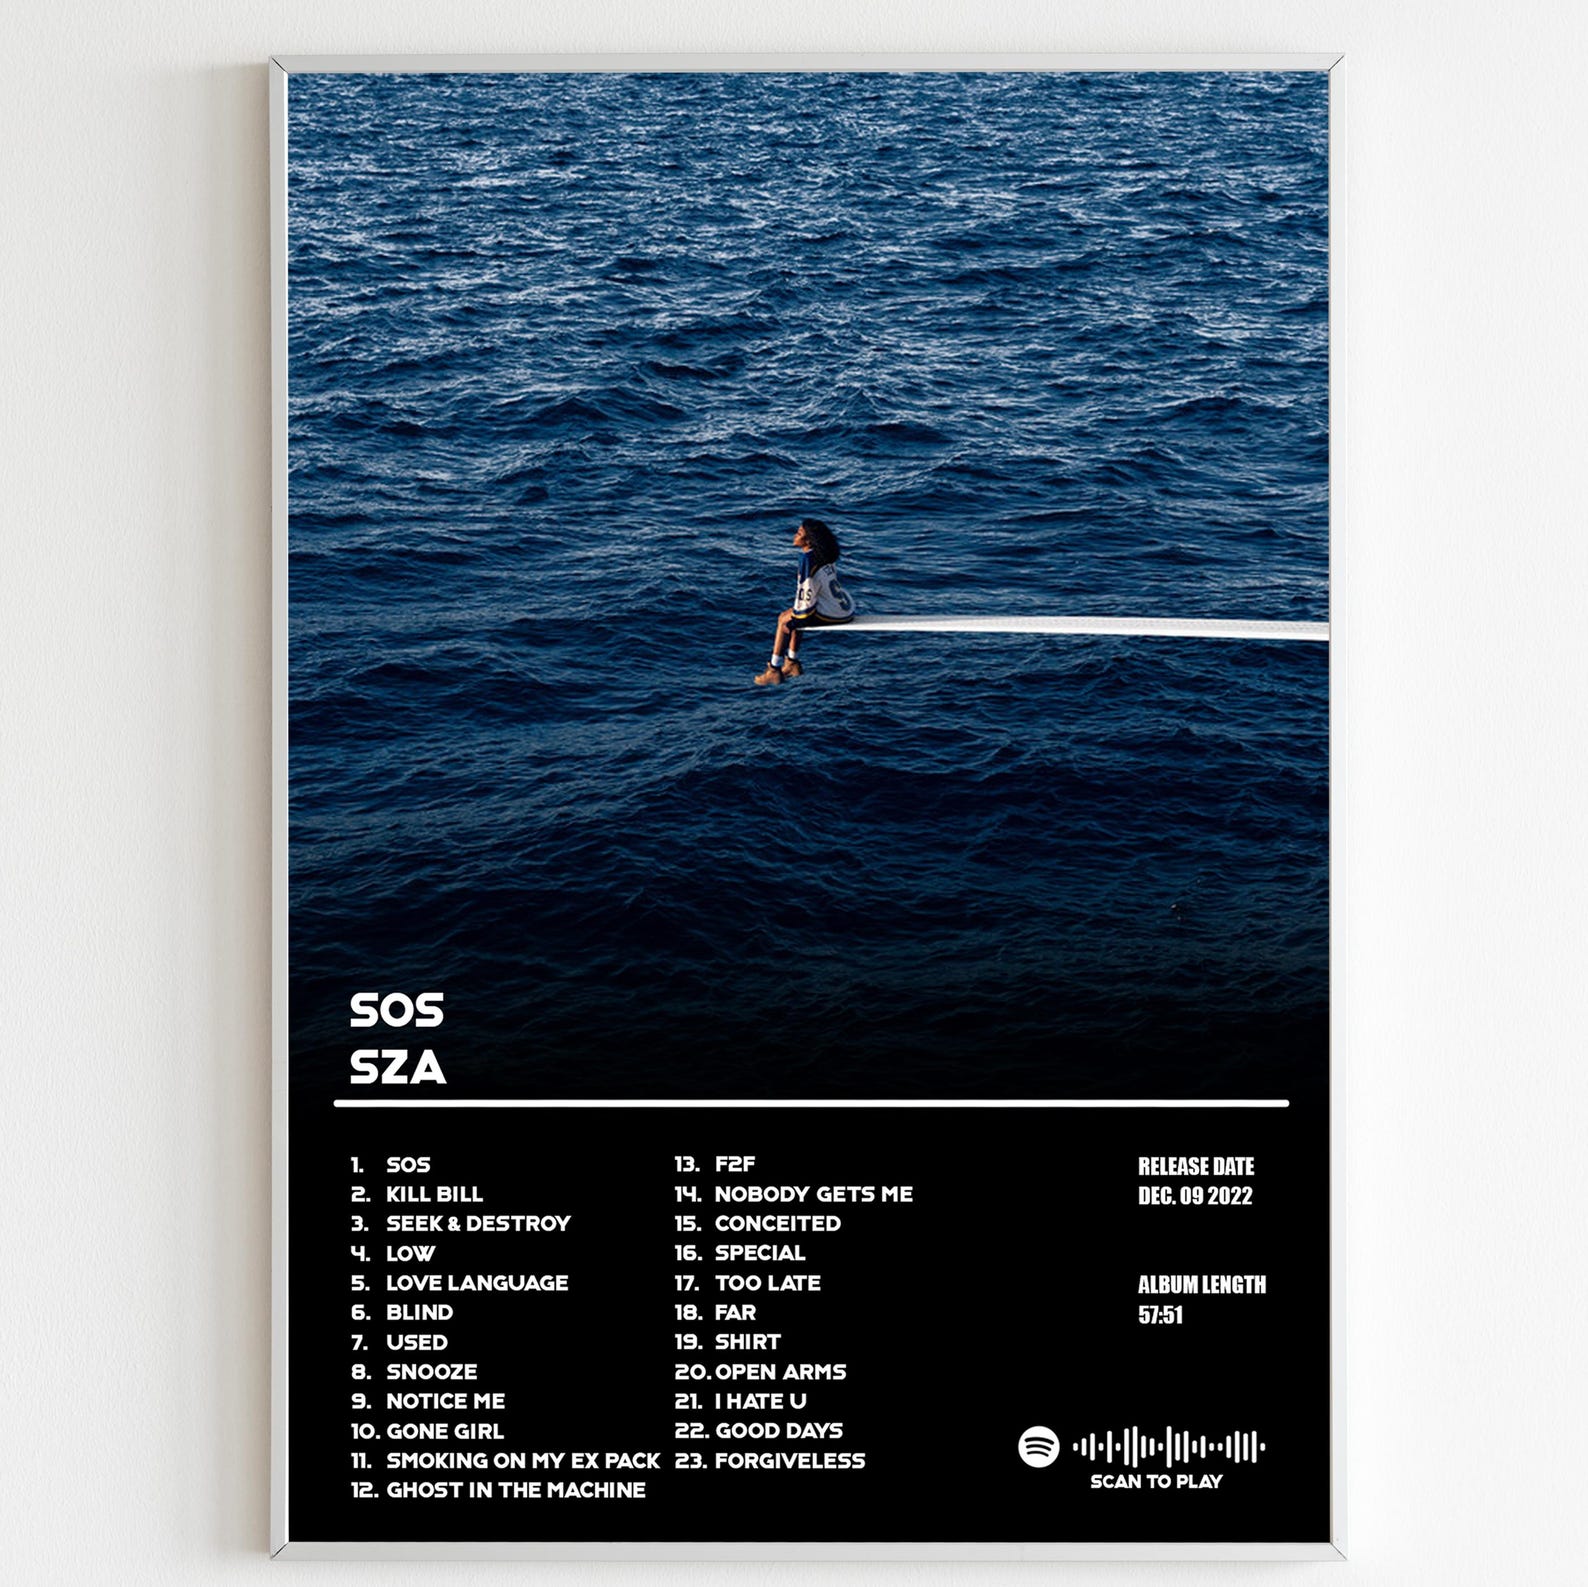 SOS
SZA
1. SOS
2. KILL BILL
3. SEEK & DESTROY
4. LOW
5. LOVE LANGUAGE
6. BLIND
7. USED
8. SNOOZE
9. NOTICE ME
10. GONE GIRL
11. SMOKING ON MY EX PACK
12. GHOST IN THE MACHINE
13. F2F
14. NOBODY GETS ME
15. CONCEITED
16. SPECIAL
17. TOO LATE
18. FAR
19. SHIRT
20. OPEN ARMS
21. I HATE U
22. GOOD DAYS
23. FORGIVELESS
RELEASE DATE
DEC. 09 2022
ALBUM LENGTH
57:51
SCAN TO PLAY